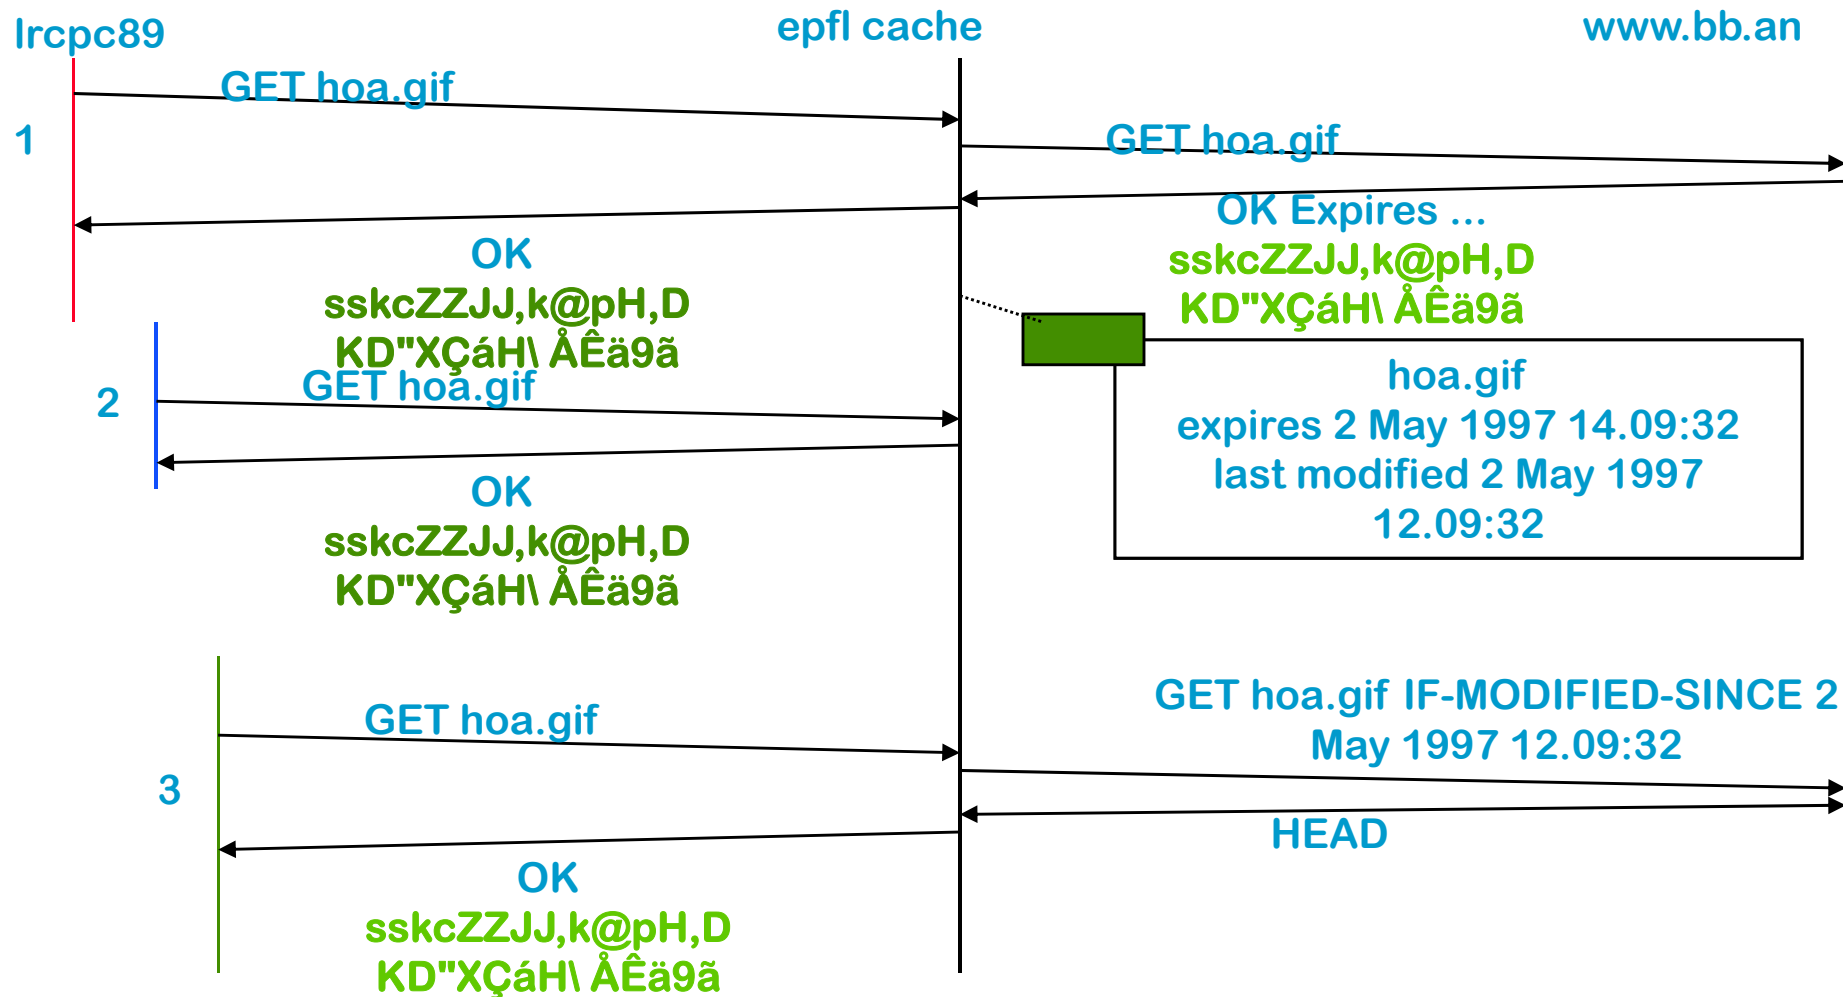 lrcpc89
epfl cache
www.bb.an
GET hoa.gif
1
GET hoa.gif
OK Expires ...
sskcZZJJ,k@pH,D
KD"XÇáH\ ÅÊä9ã
OK
sskcZZJJ,k@pH,D
KD"XÇáH\ ÅÊä9ã
hoa.gif
expires 2 May 1997 14.09:32
last modified 2 May 1997
12.09:32
2
GET hoa.gif
OK
sskcZZJJ,k@pH,D
KD"XÇáH\ ÅÊä9ã
GET hoa.gif IF-MODIFIED-SINCE 2
May 1997 12.09:32
GET hoa.gif
3
HEAD
OK
sskcZZJJ,k@pH,D
KD"XÇáH\ ÅÊä9ã